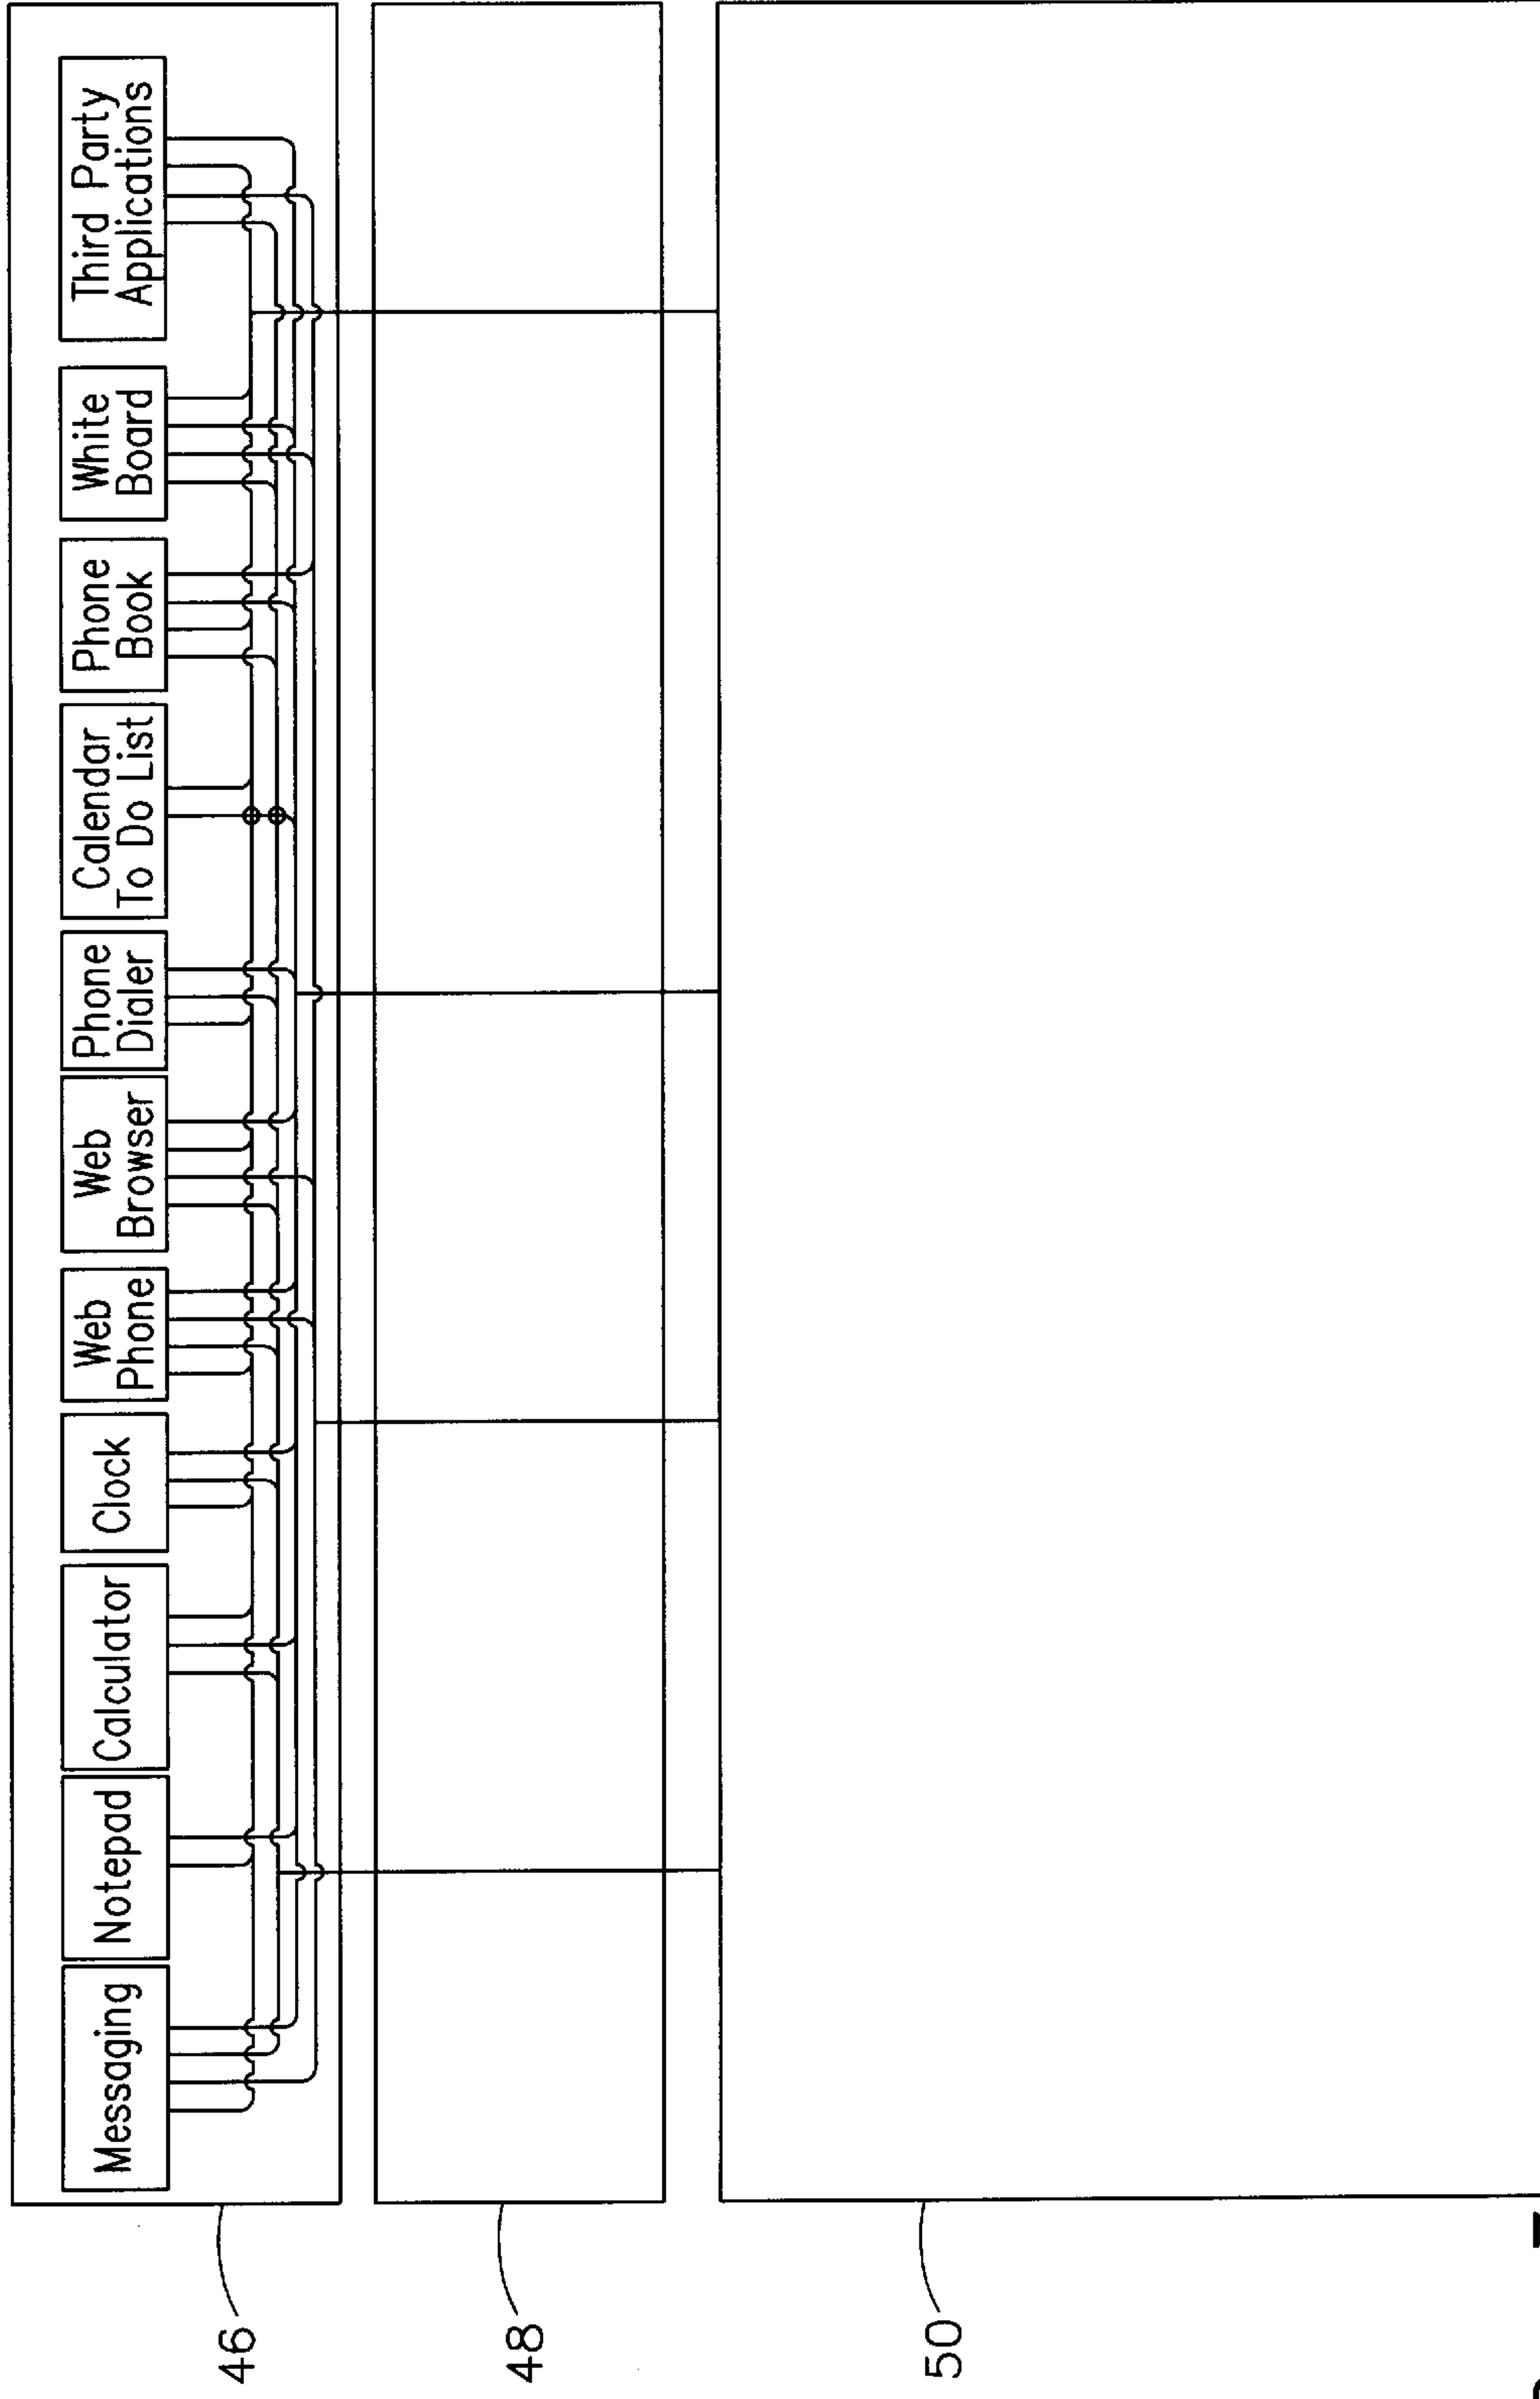 Messaging
Notepad
Calculator
Clock
Web
Phone
Web
Browser
Phone
Dialer
Calendar
To Do List
Phone
Book
White
Board
Third Party
Applications
46
48
50